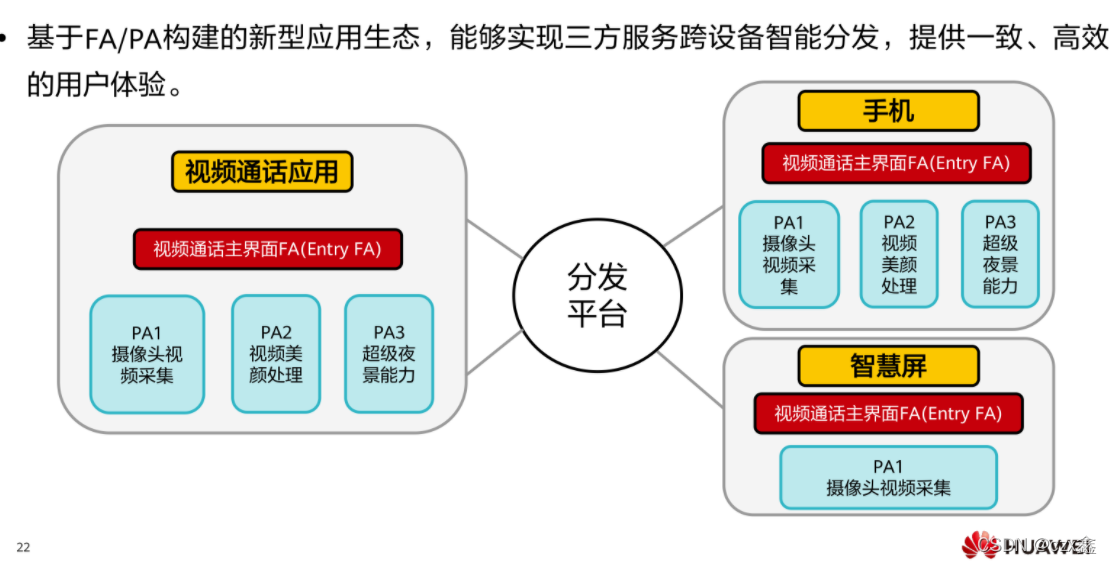 • 基于FA/PA构建的新型应用生态，能够实现三方服务跨设备智能分发，提供一致、高效
的用户体验。
视频通话应用
视频通话主界面FA(Entry FA)
PA1
摄像头视
频采集
PA2
视频美
颜处理
PA3
超级夜
景能力
分发
平台
手机
视频通话主界面FA(Entry FA)
PA1
摄像头
视频采
集
PA2
视频
美颜
处理
PA3
超级
夜景
能力
智慧屏
视频通话主界面FA(Entry FA)
PA1
摄像头视频采集
22
HUAWEI